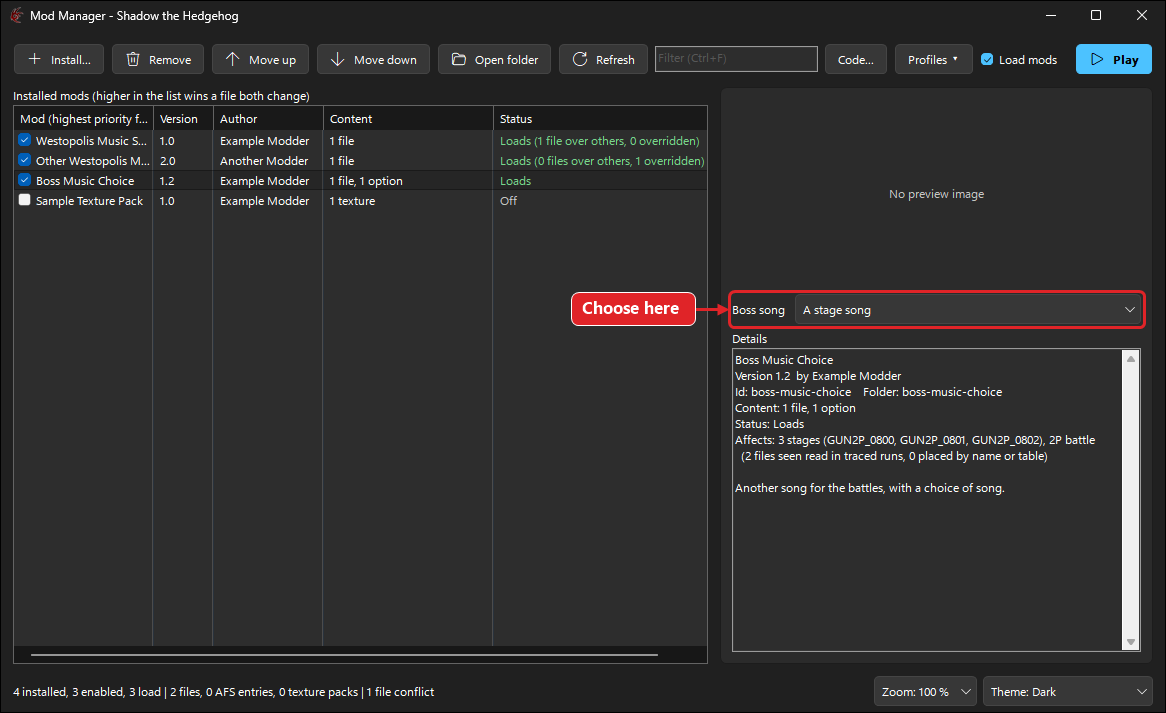 Mod Manager - Shadow the Hedgehog
Install... Remove Move up Move down Open folder Refresh Filter (Ctrl+F) Code... Profiles Load mods Play
Installed mods (higher in the list wins a file both change)
Mod (highest priority f... Version Author Content Status
Westopolis Music S... 1.0 Example Modder 1 file Loads (1 file over others, 0 overridden)
Other Westopolis M... 2.0 Another Modder 1 file Loads (0 files over others, 1 overridden)
Boss Music Choice 1.2 Example Modder 1 file, 1 option Loads
Sample Texture Pack 1.0 Example Modder 1 texture Off
No preview image
Choose here
Boss song A stage song
Details
Boss Music Choice
Version 1.2 by Example Modder
Id: boss-music-choice Folder: boss-music-choice
Content: 1 file, 1 option
Status: Loads
Affects: 3 stages (GUN2P_0800, GUN2P_0801, GUN2P_0802), 2P battle
(2 files seen read in traced runs, 0 placed by name or table)
Another song for the battles, with a choice of song.
4 installed, 3 enabled, 3 load | 2 files, 0 AFS entries, 0 texture packs | 1 file conflict
Zoom: 100 % Theme: Dark